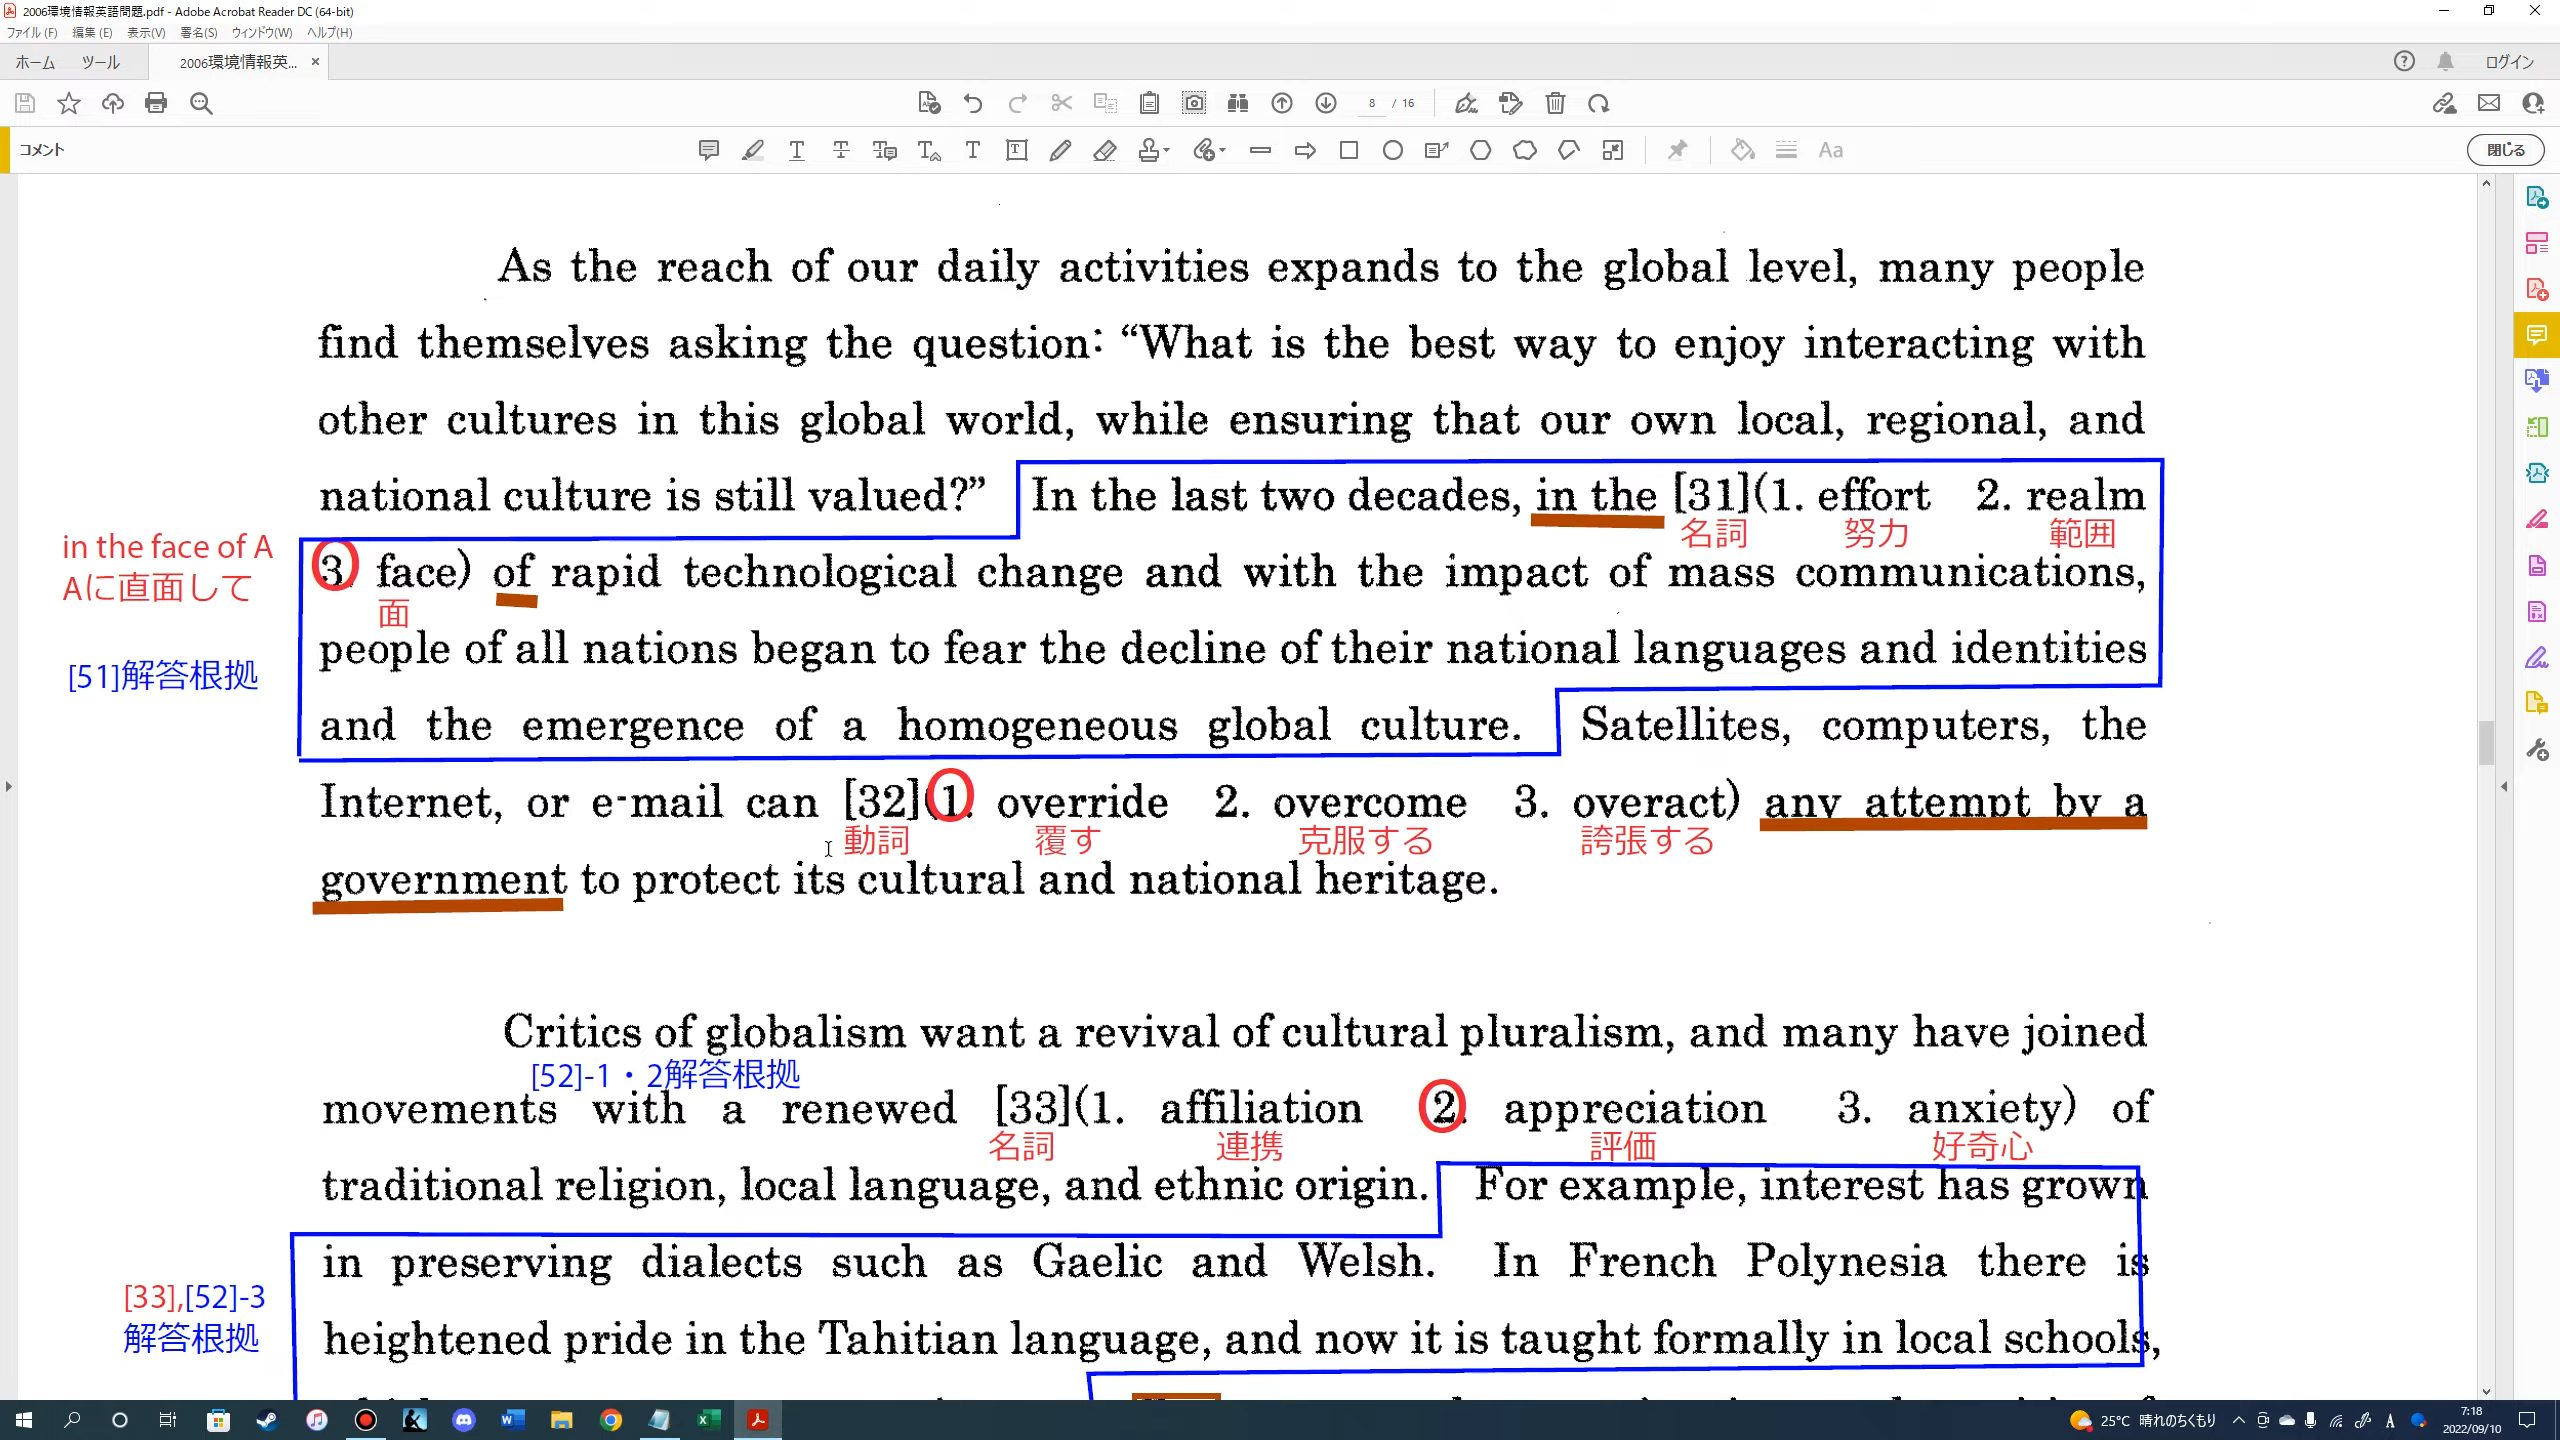 2006環境情報英語問題.pdf - Adobe Acrobat Reader DC (64-bit)
ファイル (F) 編集 (E) 表示(V) 署名(S) ウィンドウ(W) ヘルプ(H)
ホーム ツール 2006環境情報英... × ログイン
8 / 16
コメント Aa 閉じる
As the reach of our daily activities expands to the global level, many people
find themselves asking the question: “What is the best way to enjoy interacting with
other cultures in this global world, while ensuring that our own local, regional, and
national culture is still valued?” In the last two decades, in the [31](1. effort 2. realm
名詞 努力 範囲
in the face of A
3. face) of rapid technological change and with the impact of mass communications,
Aに直面して
面
people of all nations began to fear the decline of their national languages and identities
[51]解答根拠
and the emergence of a homogeneous global culture. Satellites, computers, the
Internet, or e-mail can [32](1. override 2. overcome 3. overact) any attempt by a
動詞 覆す 克服する 誇張する
government to protect its cultural and national heritage.
Critics of globalism want a revival of cultural pluralism, and many have joined
[52]-1・2解答根拠
movements with a renewed [33](1. affiliation 2. appreciation 3. anxiety) of
名詞 連携 評価 好奇心
traditional religion, local language, and ethnic origin. For example, interest has grown
in preserving dialects such as Gaelic and Welsh. In French Polynesia there is
[33],[52]-3
解答根拠
heightened pride in the Tahitian language, and now it is taught formally in local schools,
25°C 晴れのちくもり A 7:18
2022/09/10